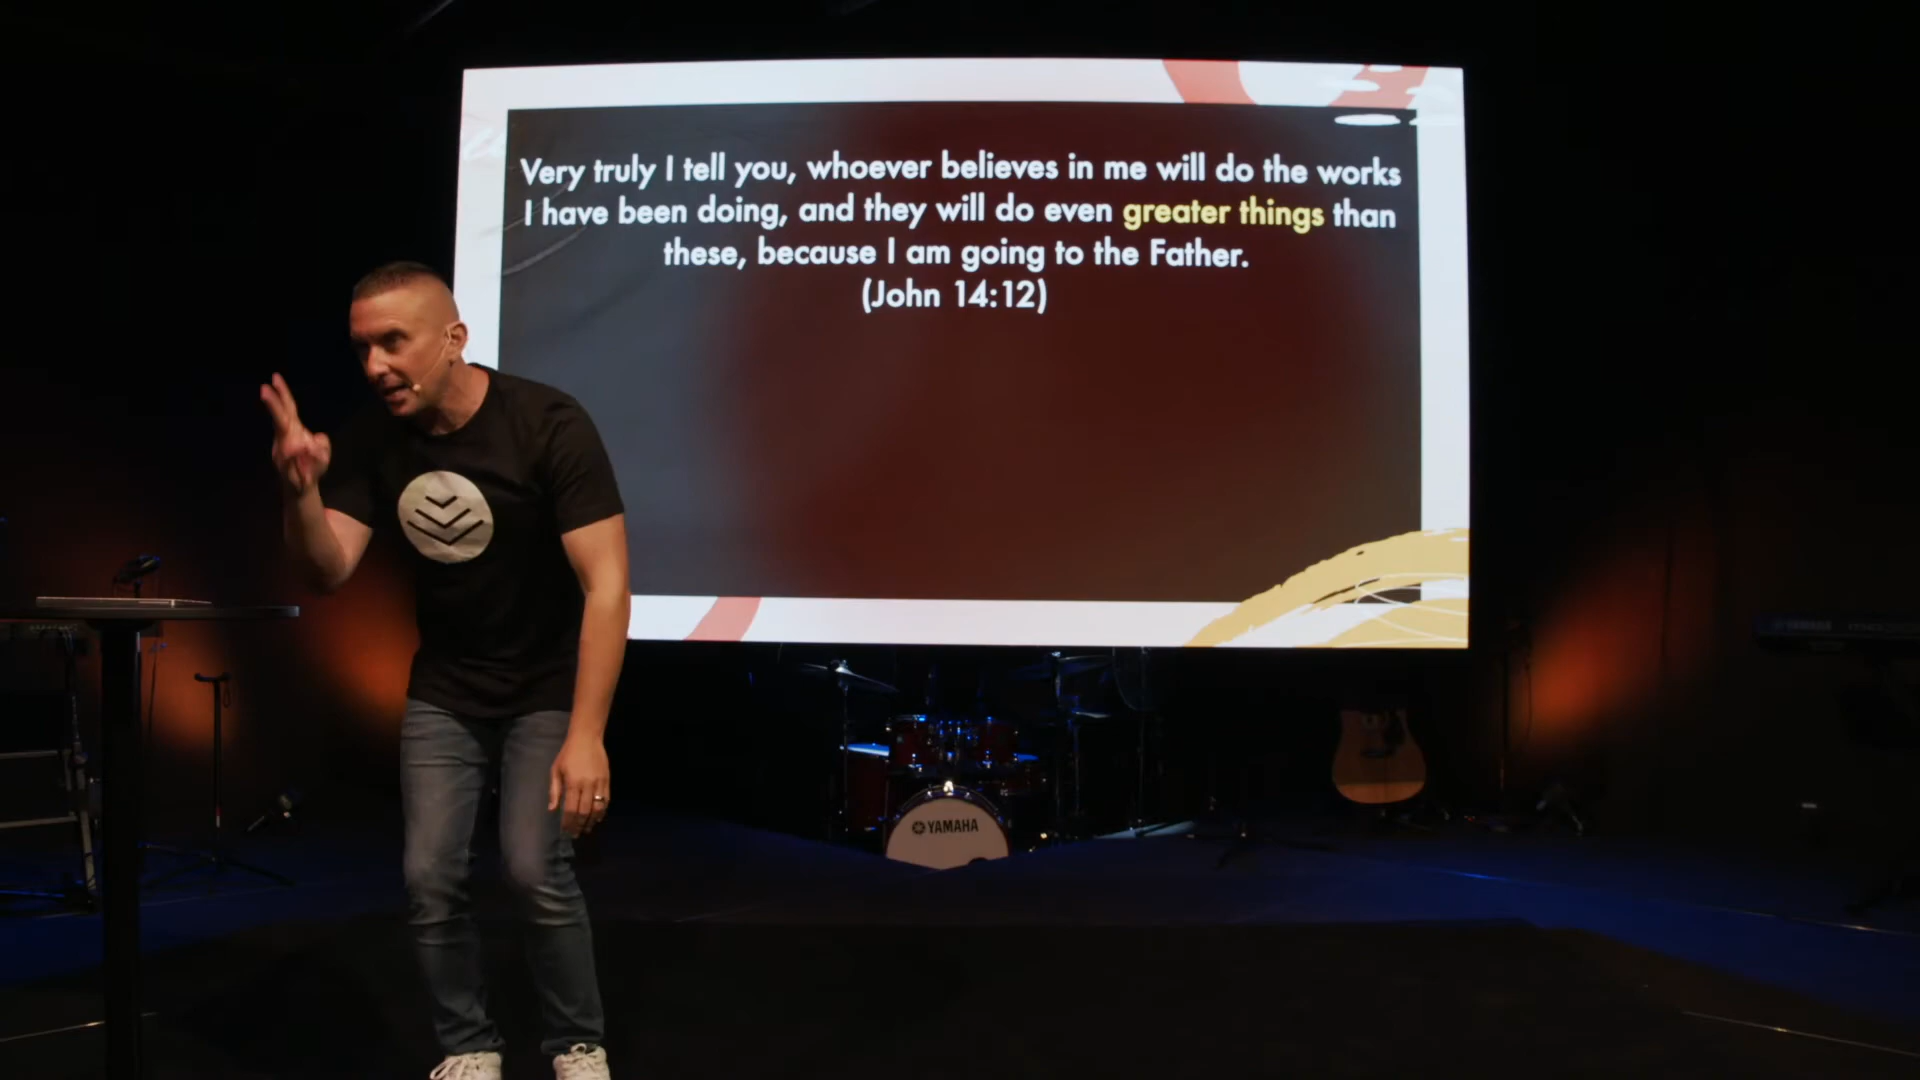 Very truly I tell you, whoever believes in me will do the works
I have been doing, and they will do even greater things than
these, because I am going to the Father.
(John 14:12)
YAMAHA
YAMAHA